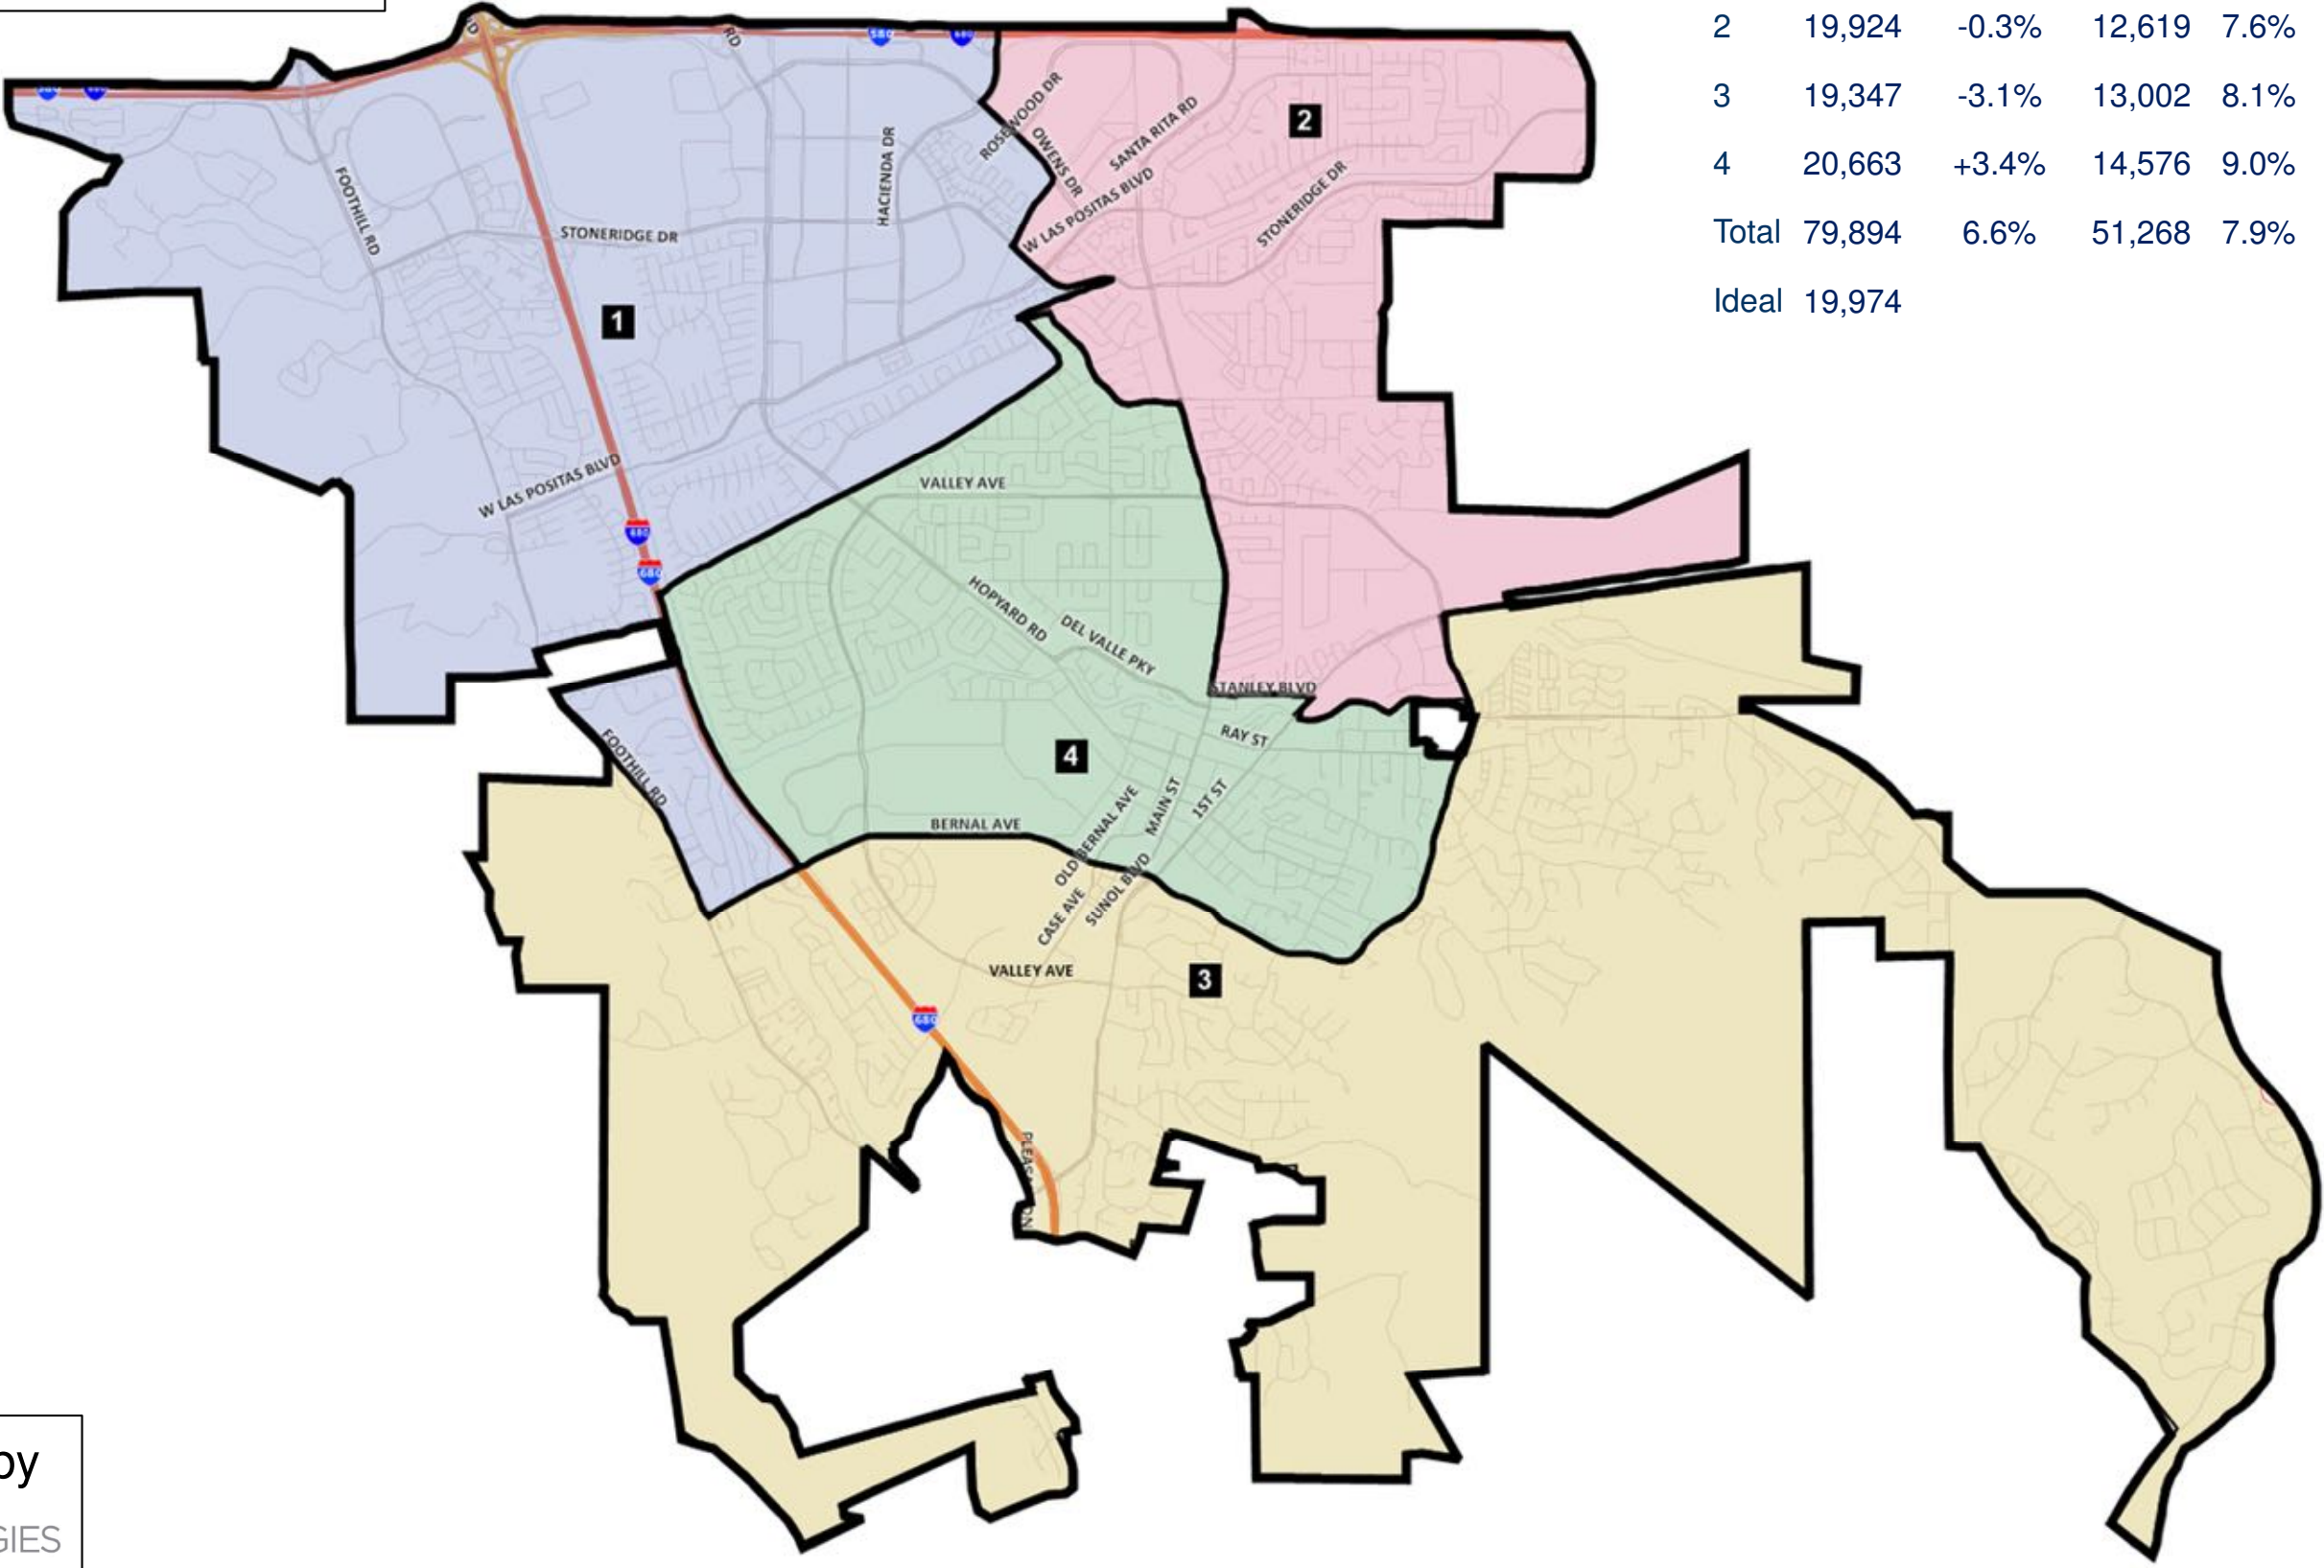 2 19,924 -0.3% 12,619 7.6%
3 19,347 -3.1% 13,002 8.1%
4 20,663 +3.4% 14,576 9.0%
Total 79,894 6.6% 51,268 7.9%
Ideal 19,974
RD
RD
580
680
ROSEWOOD DR
OWENS DR
SANTA RITA RD
2
HACIENDA DR
W LAS POSITAS BLVD
STONERIDGE DR
FOOTHILL RD
STONERIDGE DR
1
VALLEY AVE
W LAS POSITAS BLVD
680
680
HOPYARD RD
DEL VALLE PKY
STANLEY BLVD
RAY ST
FOOTHILL RD
4
MAIN ST
1ST ST
OLD BERNAL AVE
BERNAL AVE
SUNOL BLVD
CASE AVE
VALLEY AVE
3
680
by
GIES